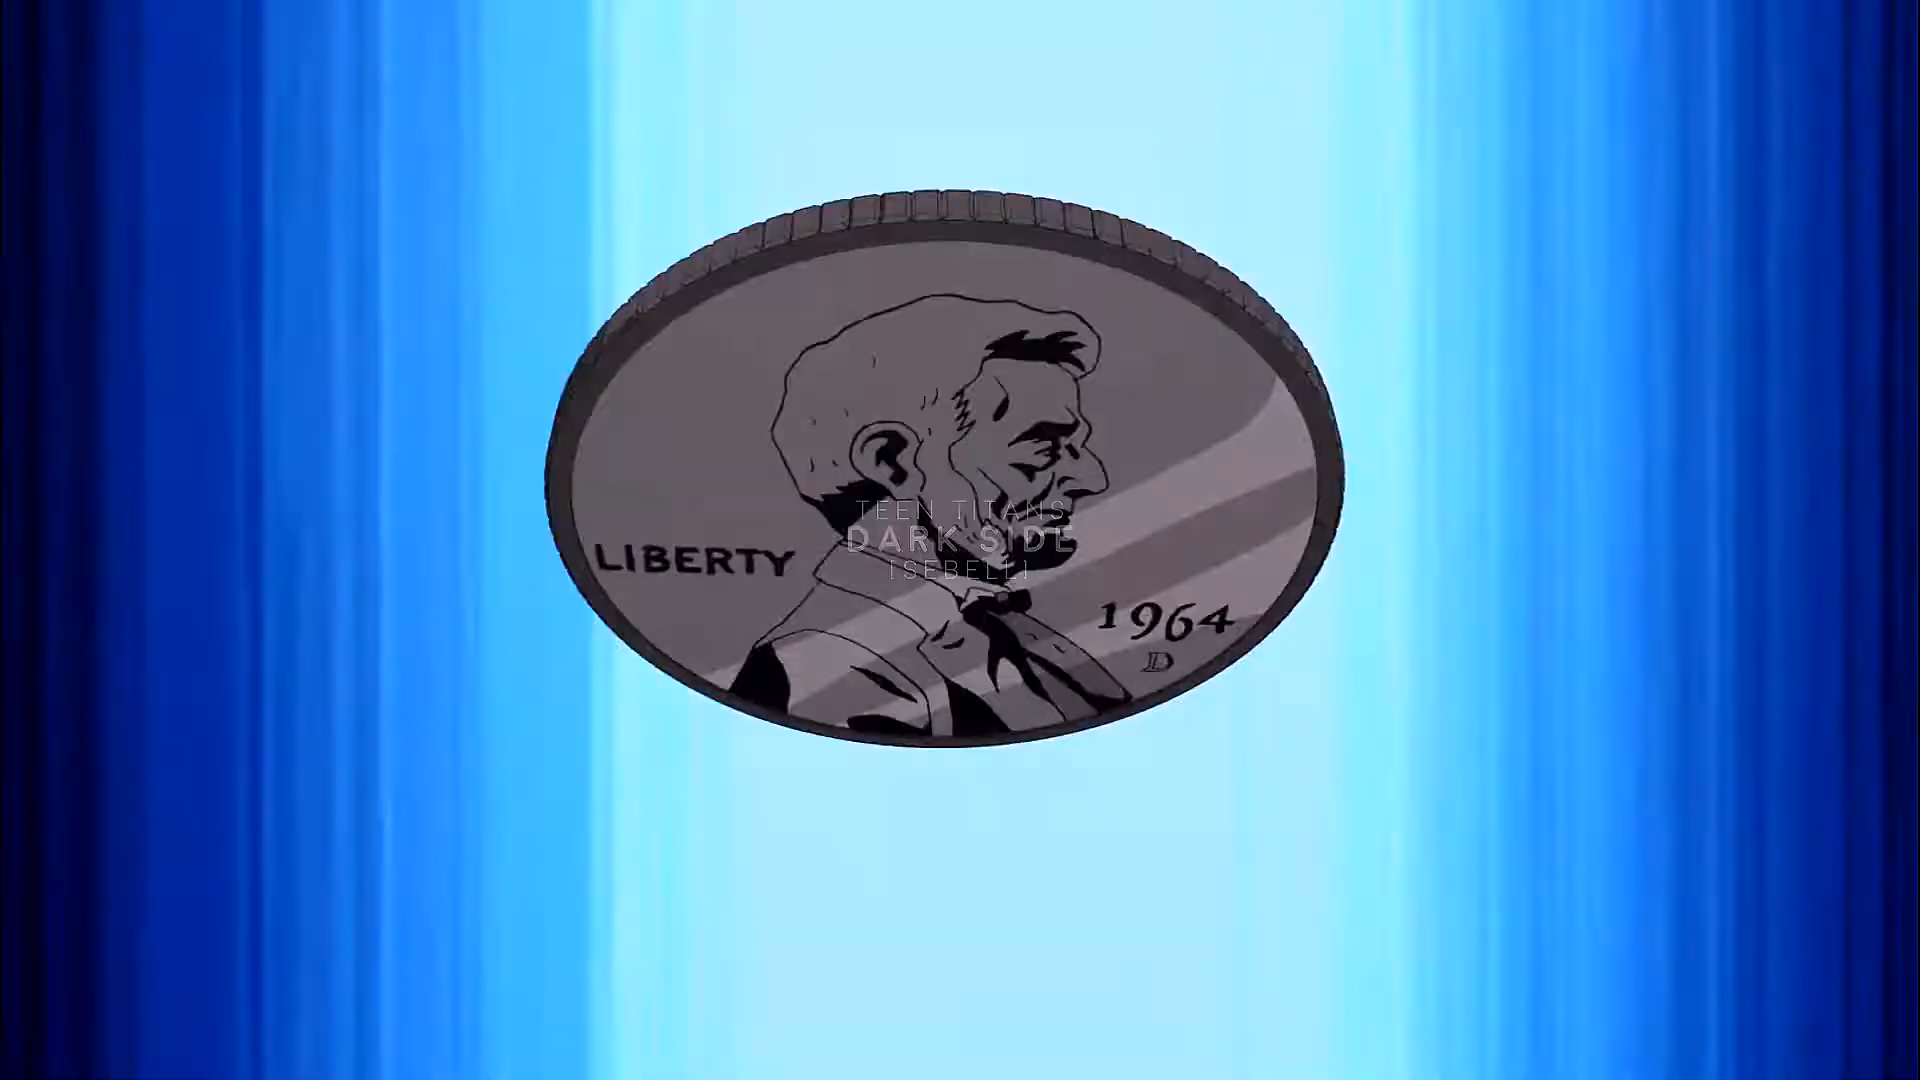 TEEN TITANS
DARK SIDE
[SEBELL]
LIBERTY
1964
D